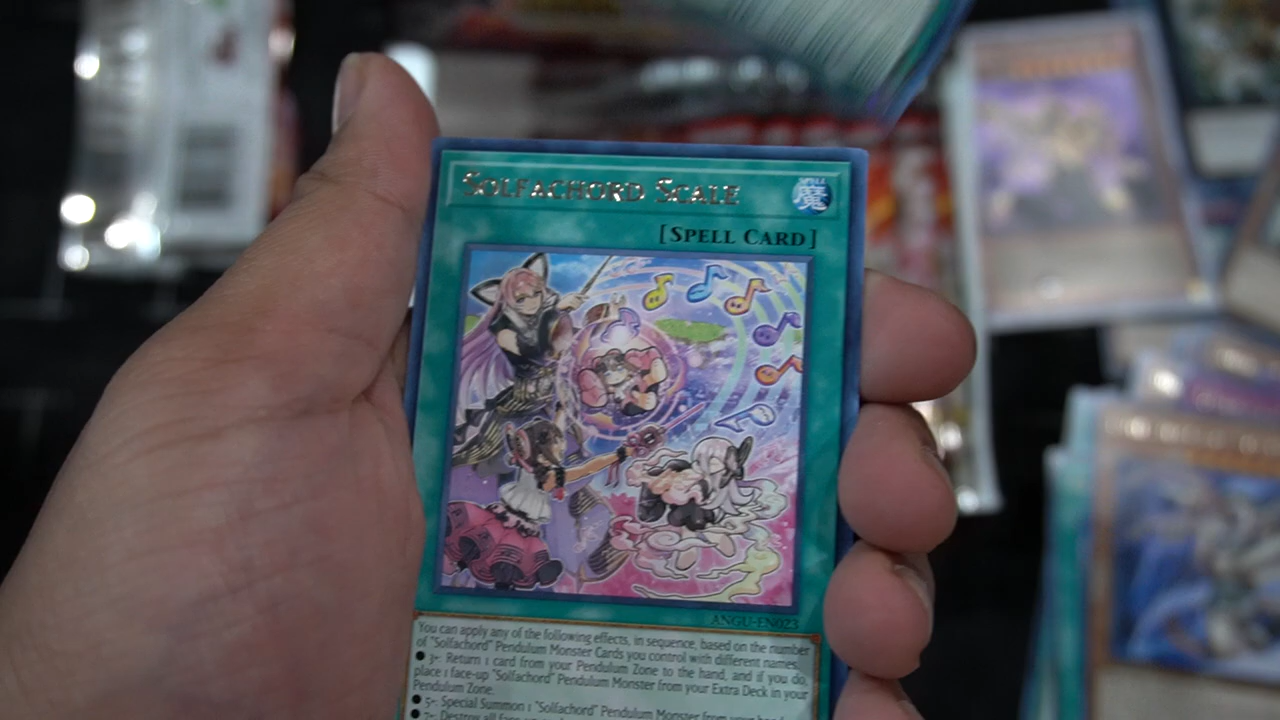 SOLFACHORD SCALE
SPELL
魔
[SPELL CARD]
ANGU-EN023
You can apply any of the following effects, in sequence, based on the number
of "Solfachord" Pendulum Monster Cards you control with different names.
● 3+: Return 1 card from your Pendulum Zone to the hand, and if you do,
place 1 face-up "Solfachord" Pendulum Monster from your Extra Deck in your
Pendulum Zone.
● 5+: Special Summon 1 "Solfachord" Pendulum Monster from your
● 7+: Destroy all